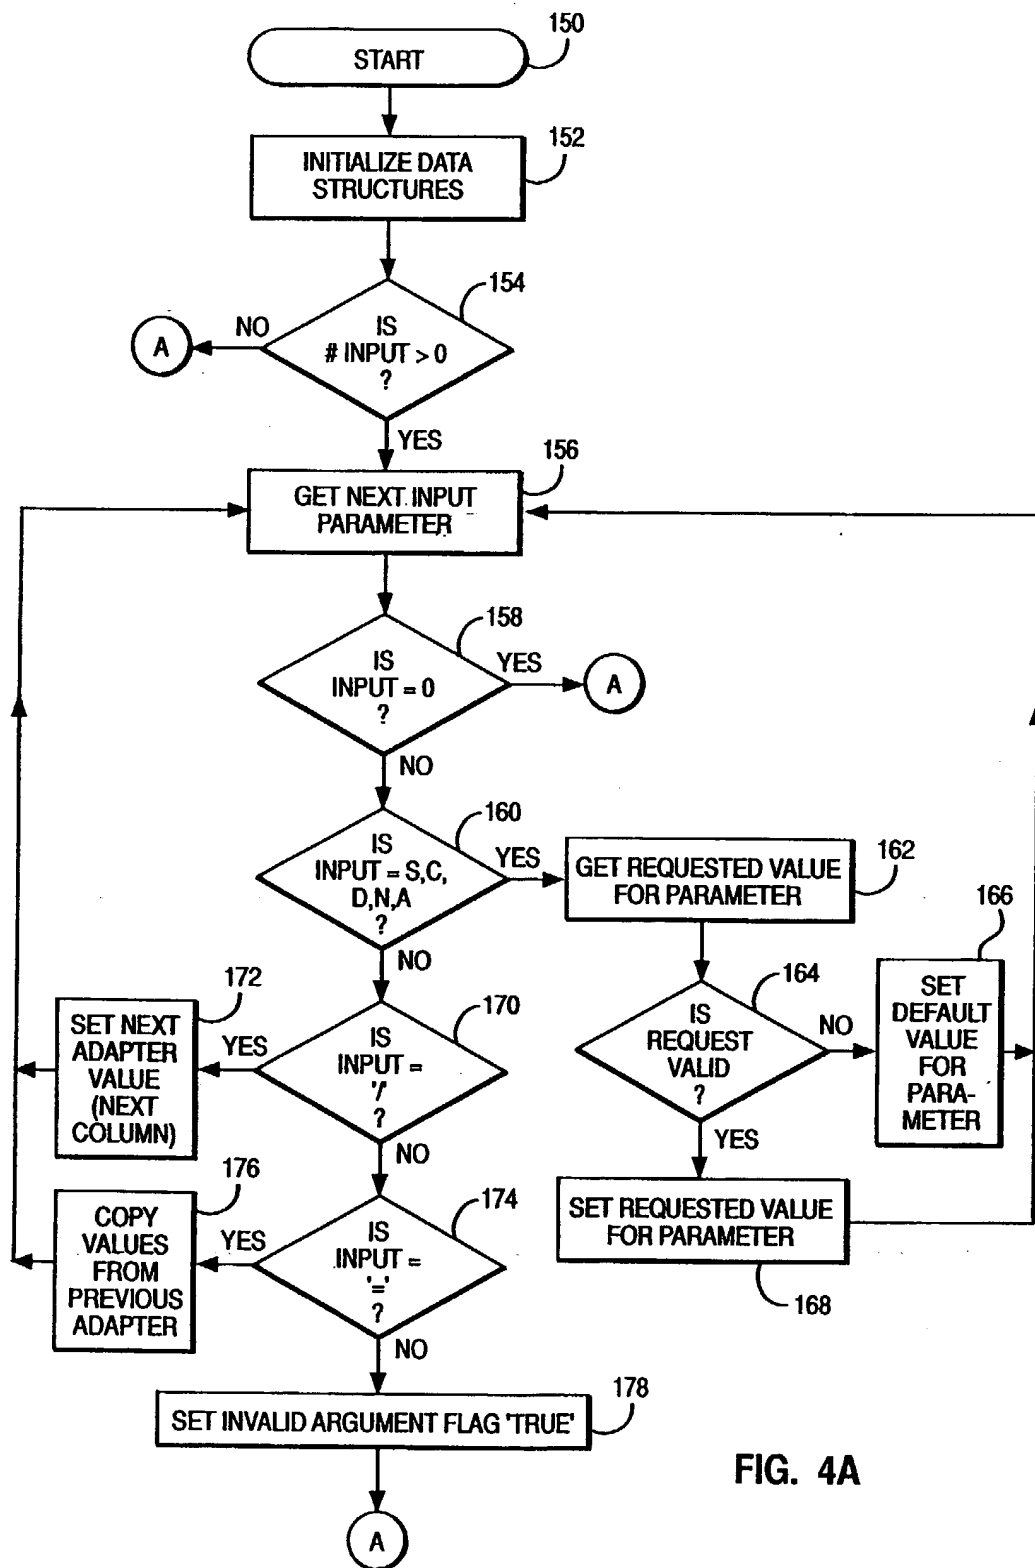 150
START
152
INITIALIZE DATA
STRUCTURES
154
IS
# INPUT > 0
?
NO
A
YES
156
GET NEXT INPUT
PARAMETER
158
IS
INPUT = 0
?
YES
A
NO
160
IS
INPUT = S,C,
D,N,A
?
YES
GET REQUESTED VALUE
FOR PARAMETER
162
164
IS
REQUEST
VALID
?
NO
166
SET
DEFAULT
VALUE
FOR
PARA-
METER
YES
SET REQUESTED VALUE
FOR PARAMETER
168
NO
170
IS
INPUT =
'/'
?
YES
172
SET NEXT
ADAPTER
VALUE
(NEXT
COLUMN)
NO
174
IS
INPUT =
'='
?
YES
176
COPY
VALUES
FROM
PREVIOUS
ADAPTER
NO
178
SET INVALID ARGUMENT FLAG 'TRUE'
A
FIG. 4A